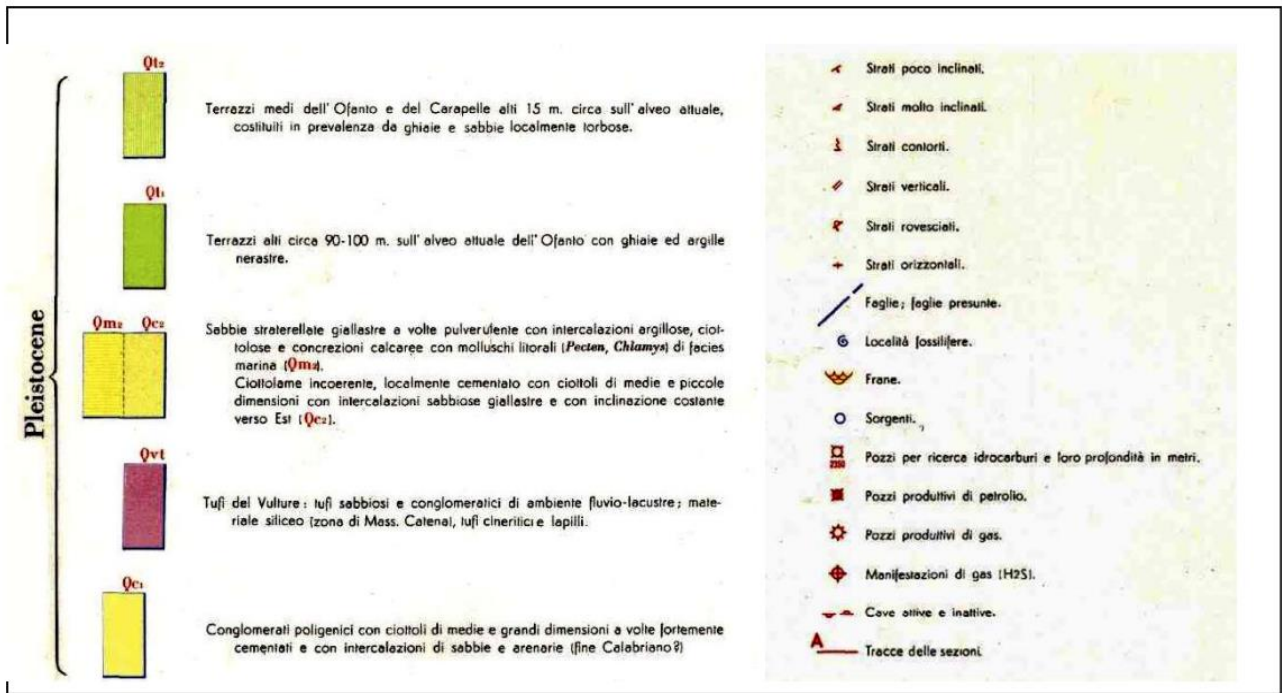 Pleistocene
Qt₂
Terrazzi medi dell' Ofanto e del Carapelle alti 15 m. circa sull'alveo attuale,
costituiti in prevalenza da ghiaie e sabbie localmente torbose.
Qt₁
Terrazzi alti circa 90-100 m. sull'alveo attuale dell'Ofanto con ghiaie ed argille
nerastre.
Qm₂ Qc₂
Sabbie straterellate giallastre a volte pulverulente con intercalazioni argillose, ciot-
tolose e concrezioni calcaree con molluschi litorali (Pecten, Chlamys) di facies
marina (Qm₂).
Ciottolame incoerente, localmente cementato con ciottoli di medie e piccole
dimensioni con intercalazioni sabbiose giallastre e con inclinazione costante
verso Est (Qc₂).
Qvt
Tufi del Vulture: tufi sabbiosi e conglomeratici di ambiente fluvio-lacustre; mate-
riale siliceo (zona di Mass. Catena), tufi cineritici e lapilli.
Qc₁
Conglomerati poligenici con ciottoli di medie e grandi dimensioni a volte fortemente
cementati e con intercalazioni di sabbie e arenarie (fine Calabriano?)
Strati poco inclinati.
Strati molto inclinati.
Strati contorti.
Strati verticali.
Strati rovesciati.
Strati orizzontali.
Faglie; faglie presunte.
Località fossilifere.
Frane.
Sorgenti.
2350
Pozzi per ricerca idrocarburi e loro profondità in metri.
Pozzi produttivi di petrolio.
Pozzi produttivi di gas.
Manifestazioni di gas (H2S).
Cave attive e inattive.
A
Tracce delle sezioni.